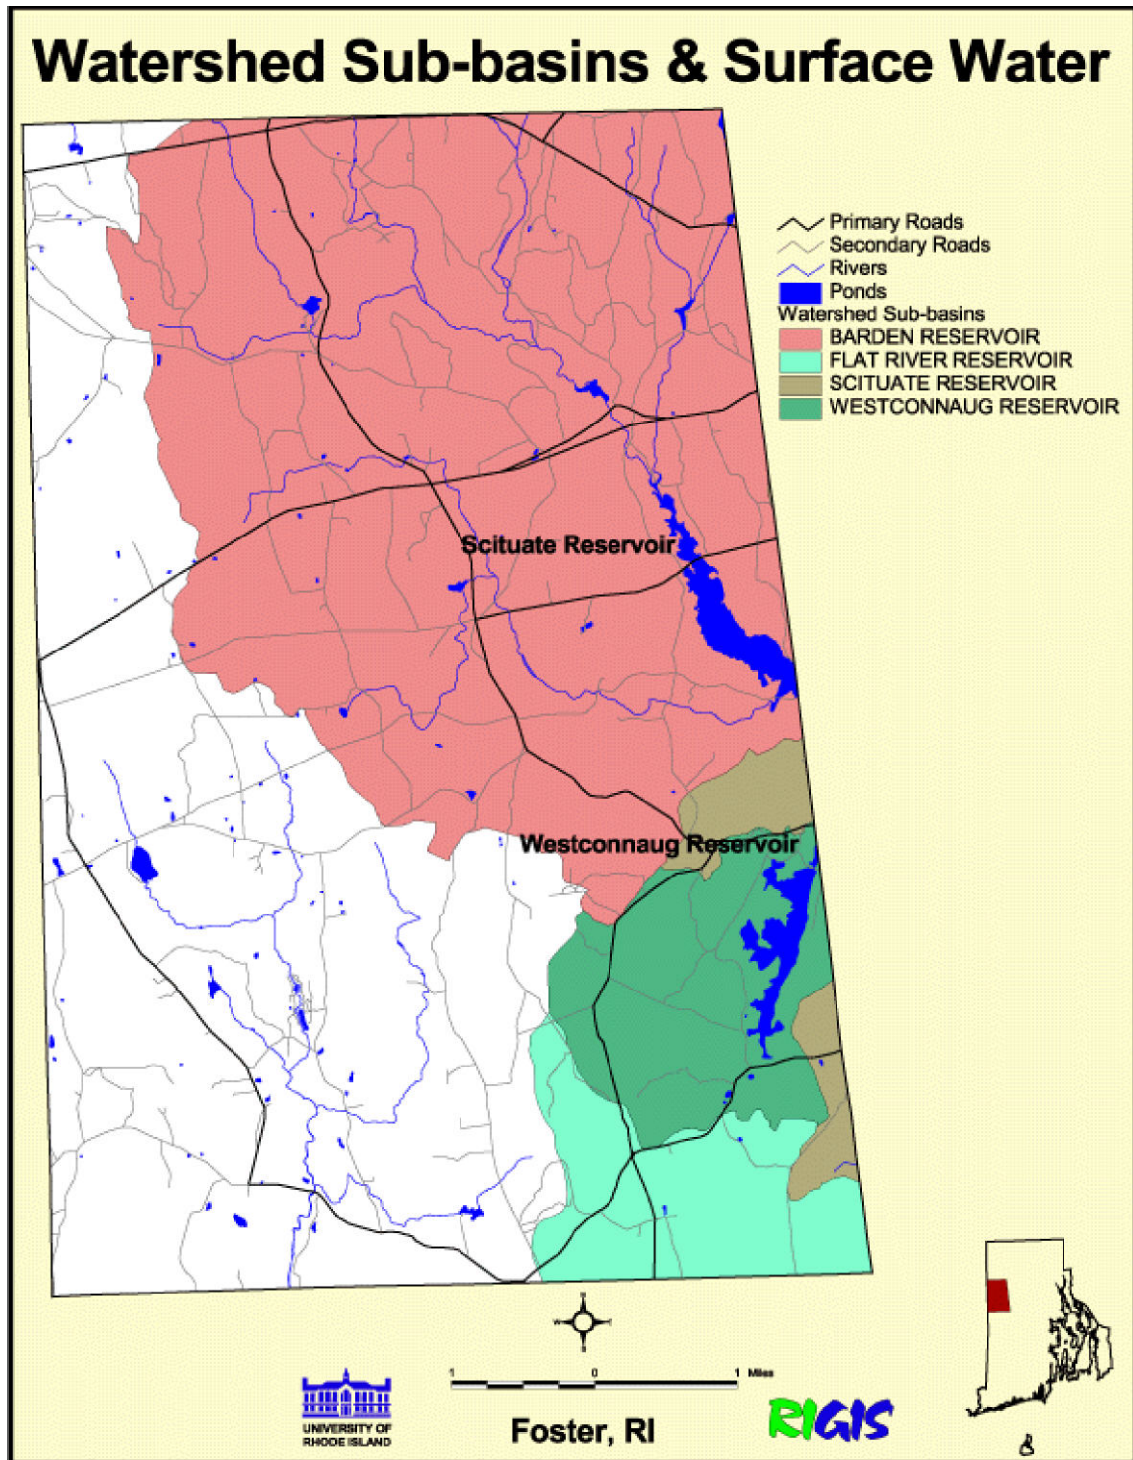 Watershed Sub-basins & Surface Water
Primary Roads
Secondary Roads
Rivers
Ponds
Watershed Sub-basins
BARDEN RESERVOIR
FLAT RIVER RESERVOIR
SCITUATE RESERVOIR
WESTCONNAUG RESERVOIR
Scituate Reservoir
Westconnaug Reservoir
N
W
S
1 0 1 Miles
UNIVERSITY OF
RHODE ISLAND
Foster, RI
RIGIS